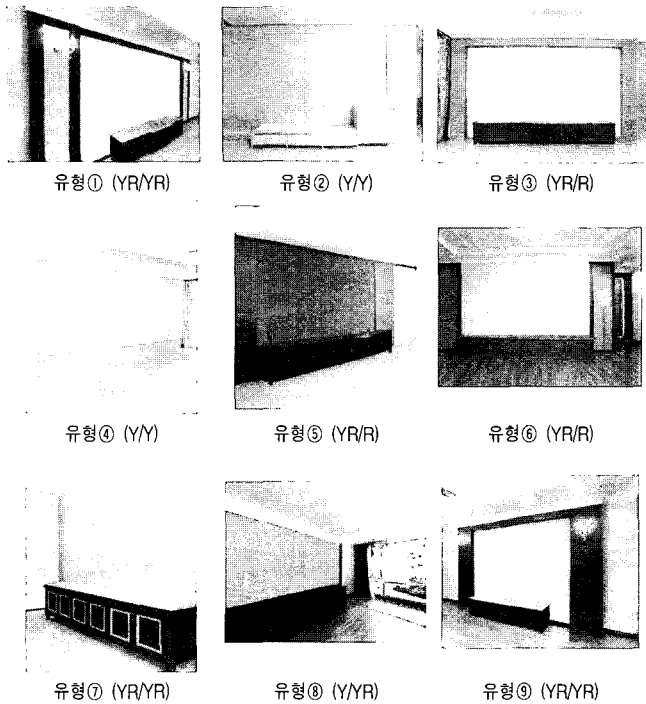 유형① (YR/YR)
유형② (Y/Y)
유형③ (YR/R)
유형④ (Y/Y)
유형⑤ (YR/R)
유형⑥ (YR/R)
유형⑦ (YR/YR)
유형⑧ (Y/YR)
유형⑨ (YR/YR)